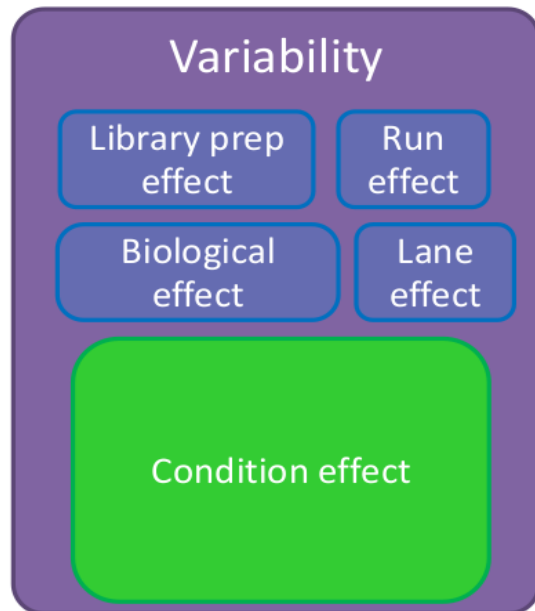 Variability
Library prep
effect
Run
effect
Biological
effect
Lane
effect
Condition effect